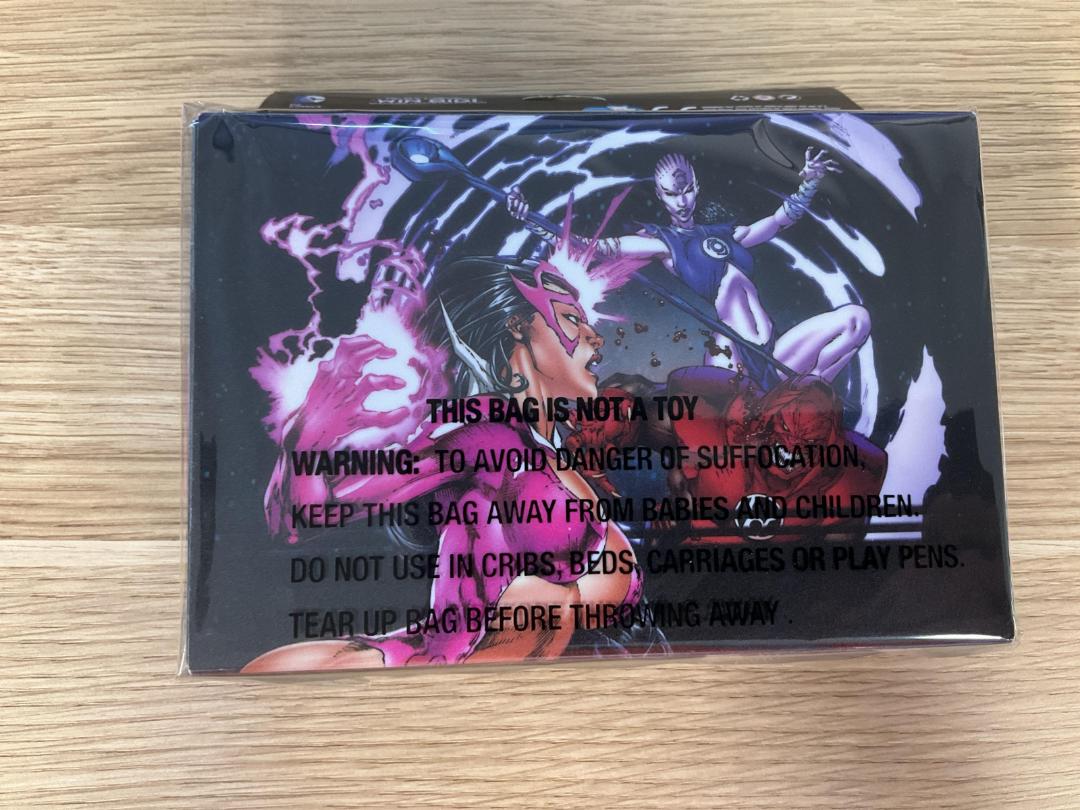 THIS BAG IS NOT A TOY
WARNING: TO AVOID DANGER OF SUFFOCATION,
KEEP THIS BAG AWAY FROM BABIES AND CHILDREN.
DO NOT USE IN CRIBS, BEDS, CARRIAGES OR PLAY PENS.
TEAR UP BAG BEFORE THROWING AWAY .